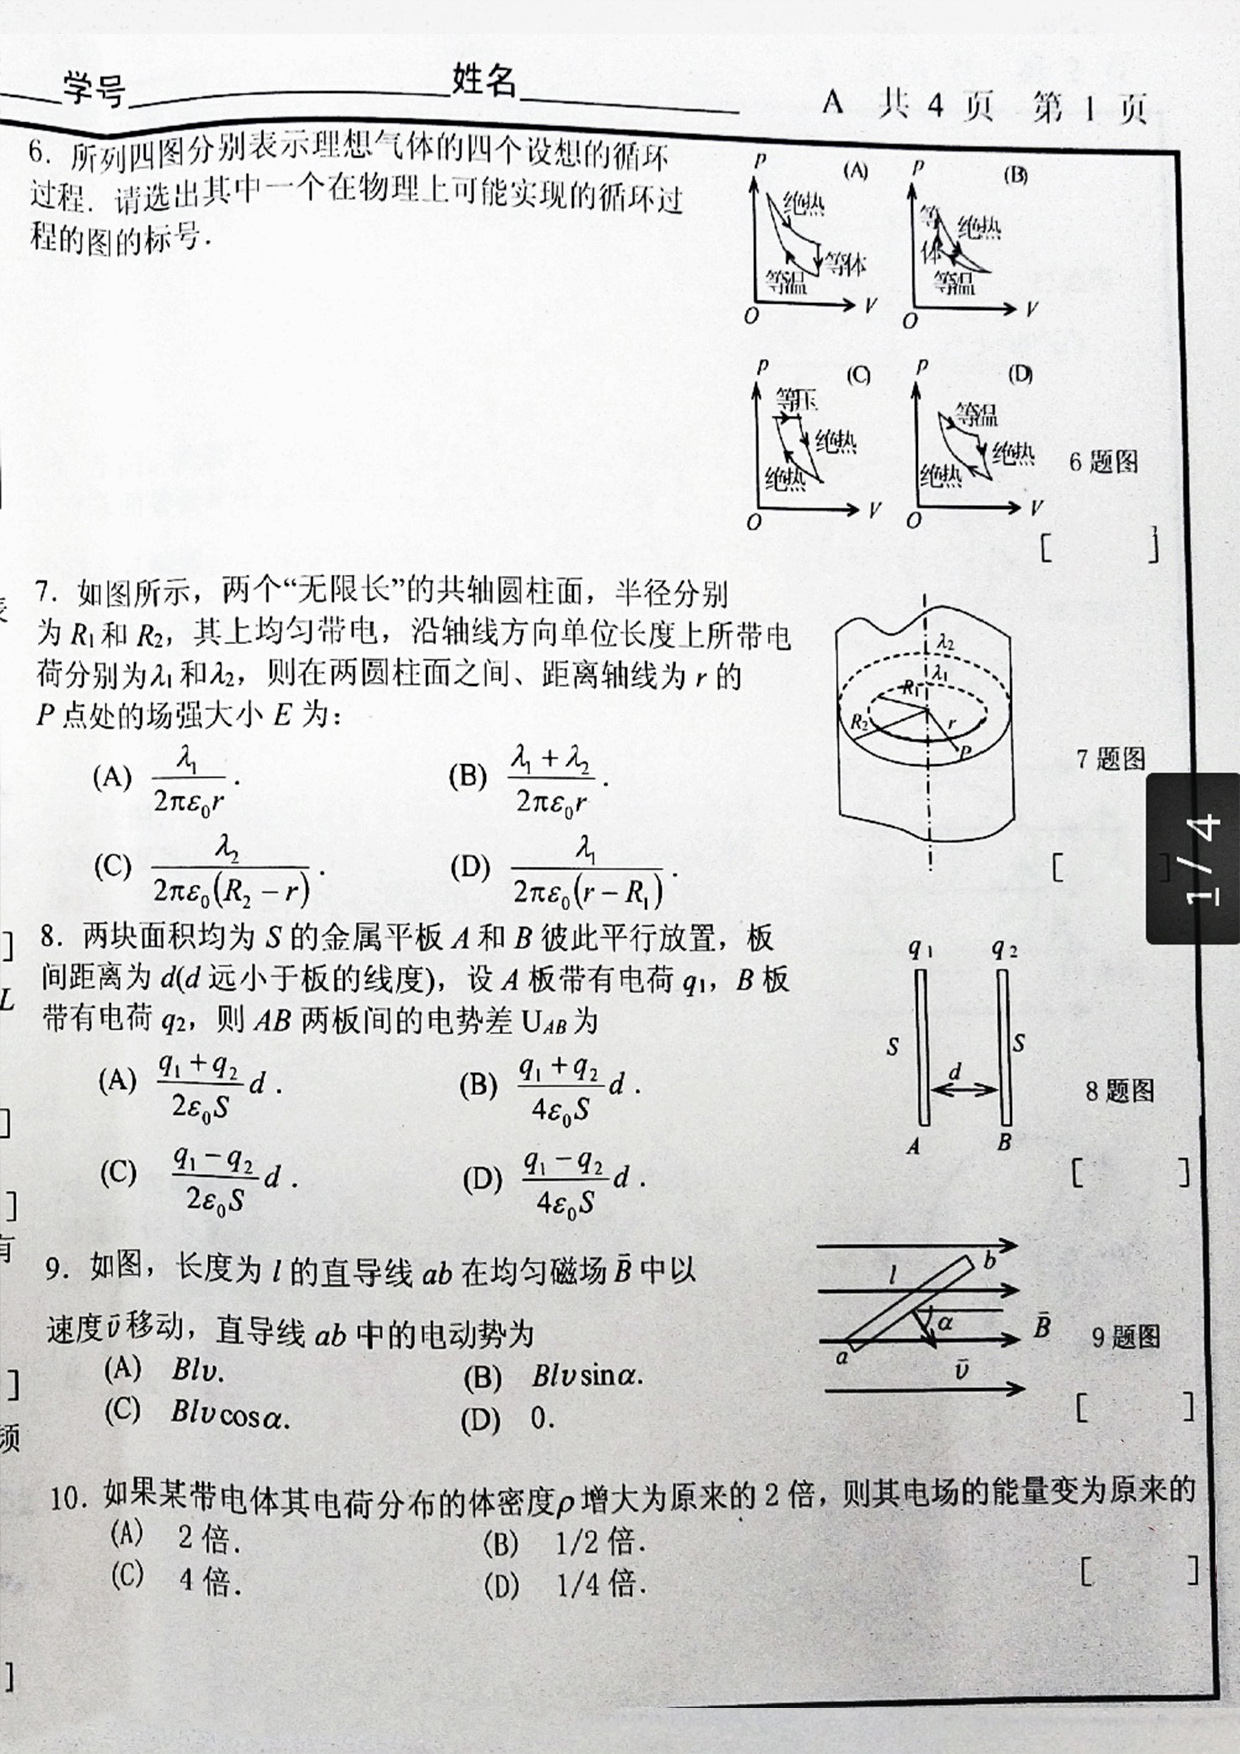 学号 姓名 A 共 4 页 第 1 页
6. 所列四图分别表示理想气体的四个设想的循环
过程. 请选出其中一个在物理上可能实现的循环过
程的图的标号.
p (A) 绝热 等体 等温 O V
p (B) 等体 绝热 等温 O V
p (C) 等压 绝热 绝热 O V
p (D) 等温 绝热 绝热 O V
6 题图
[ ]
7. 如图所示, 两个“无限长”的共轴圆柱面, 半径分别
为 R₁ 和 R₂, 其上均匀带电, 沿轴线方向单位长度上所带电
荷分别为λ₁ 和λ₂, 则在两圆柱面之间、距离轴线为 r 的
P 点处的场强大小 E 为:
(A) λ₁/(2πε₀r) . (B) (λ₁+λ₂)/(2πε₀r) .
(C) λ₂/(2πε₀(R₂−r)) . (D) λ₁/(2πε₀(r−R₁)) .
λ₂
λ₁
R₁
R₂ r
P
7 题图
[ ]
1/4
8. 两块面积均为 S 的金属平板 A 和 B 彼此平行放置, 板
间距离为 d(d 远小于板的线度), 设 A 板带有电荷 q₁, B 板
带有电荷 q₂, 则 AB 两板间的电势差 U_AB 为
(A) (q₁+q₂)/(2ε₀S) d . (B) (q₁+q₂)/(4ε₀S) d .
(C) (q₁−q₂)/(2ε₀S) d . (D) (q₁−q₂)/(4ε₀S) d .
q₁ q₂
S S
d
A B
8 题图
[ ]
9. 如图, 长度为 l 的直导线 ab 在均匀磁场 B̄ 中以
速度 ῡ 移动, 直导线 ab 中的电动势为
(A) Blυ. (B) Blυ sinα.
(C) Blυ cosα. (D) 0.
l b
α B̄
a ῡ
9 题图
[ ]
10. 如果某带电体其电荷分布的体密度ρ增大为原来的 2 倍, 则其电场的能量变为原来的
(A) 2 倍. (B) 1/2 倍.
(C) 4 倍. (D) 1/4 倍.
[ ]